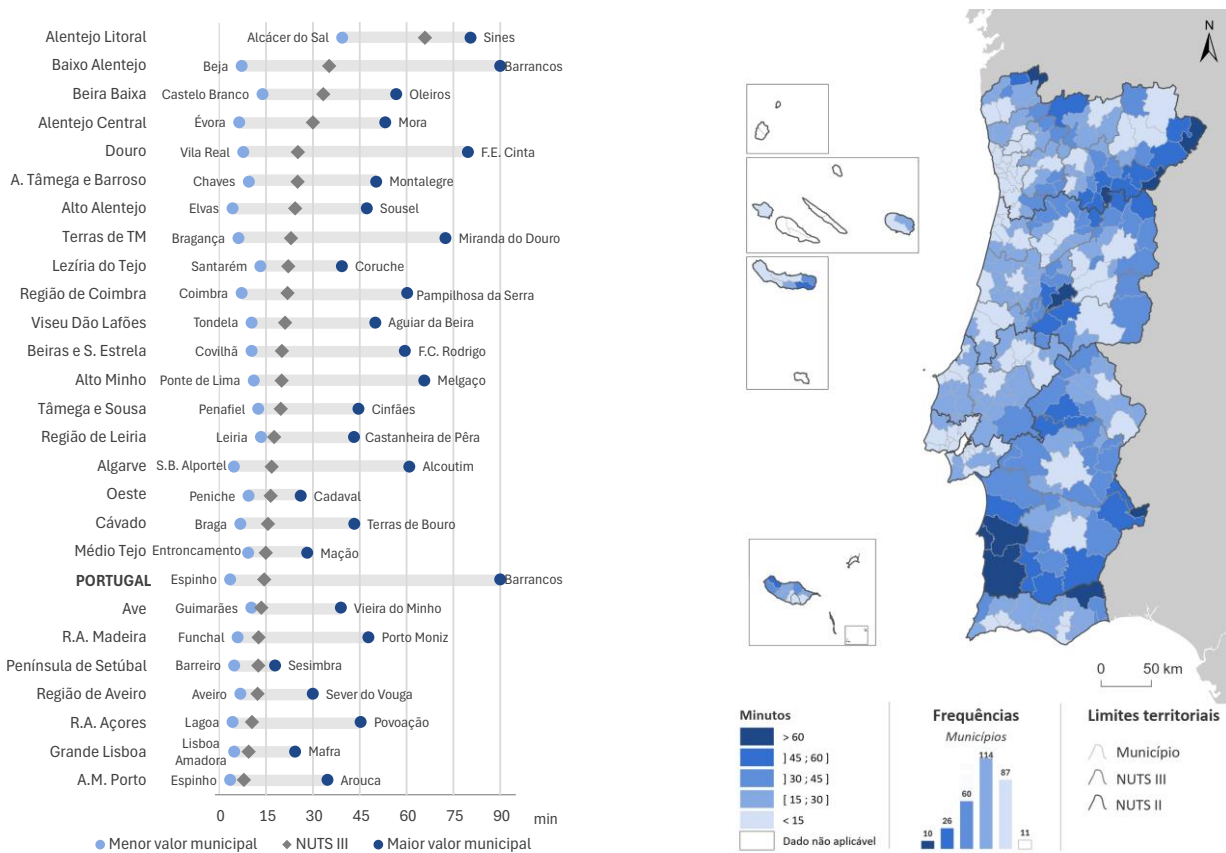 Alentejo Litoral Alcácer do Sal Sines
Baixo Alentejo Beja Barrancos
Beira Baixa Castelo Branco Oleiros
Alentejo Central Évora Mora
Douro Vila Real F.E. Cinta
A. Tâmega e Barroso Chaves Montalegre
Alto Alentejo Elvas Sousel
Terras de TM Bragança Miranda do Douro
Lezíria do Tejo Santarém Coruche
Região de Coimbra Coimbra Pampilhosa da Serra
Viseu Dão Lafões Tondela Aguiar da Beira
Beiras e S. Estrela Covilhã F.C. Rodrigo
Alto Minho Ponte de Lima Melgaço
Tâmega e Sousa Penafiel Cinfães
Região de Leiria Leiria Castanheira de Pêra
Algarve S.B. Alportel Alcoutim
Oeste Peniche Cadaval
Cávado Braga Terras de Bouro
Médio Tejo Entroncamento Mação
PORTUGAL Espinho Barrancos
Ave Guimarães Vieira do Minho
R.A. Madeira Funchal Porto Moniz
Península de Setúbal Barreiro Sesimbra
Região de Aveiro Aveiro Sever do Vouga
R.A. Açores Lagoa Povoação
Grande Lisboa Lisboa Amadora Mafra
A.M. Porto Espinho Arouca
0 15 30 45 60 75 90 min
Menor valor municipal NUTS III Maior valor municipal
N
0 50 km
Minutos
> 60
] 45 ; 60 ]
] 30 ; 45 ]
[ 15 ; 30 ]
< 15
Dado não aplicável
Frequências
Municípios
10 26 60 114 87 11
Limites territoriais
Município
NUTS III
NUTS II